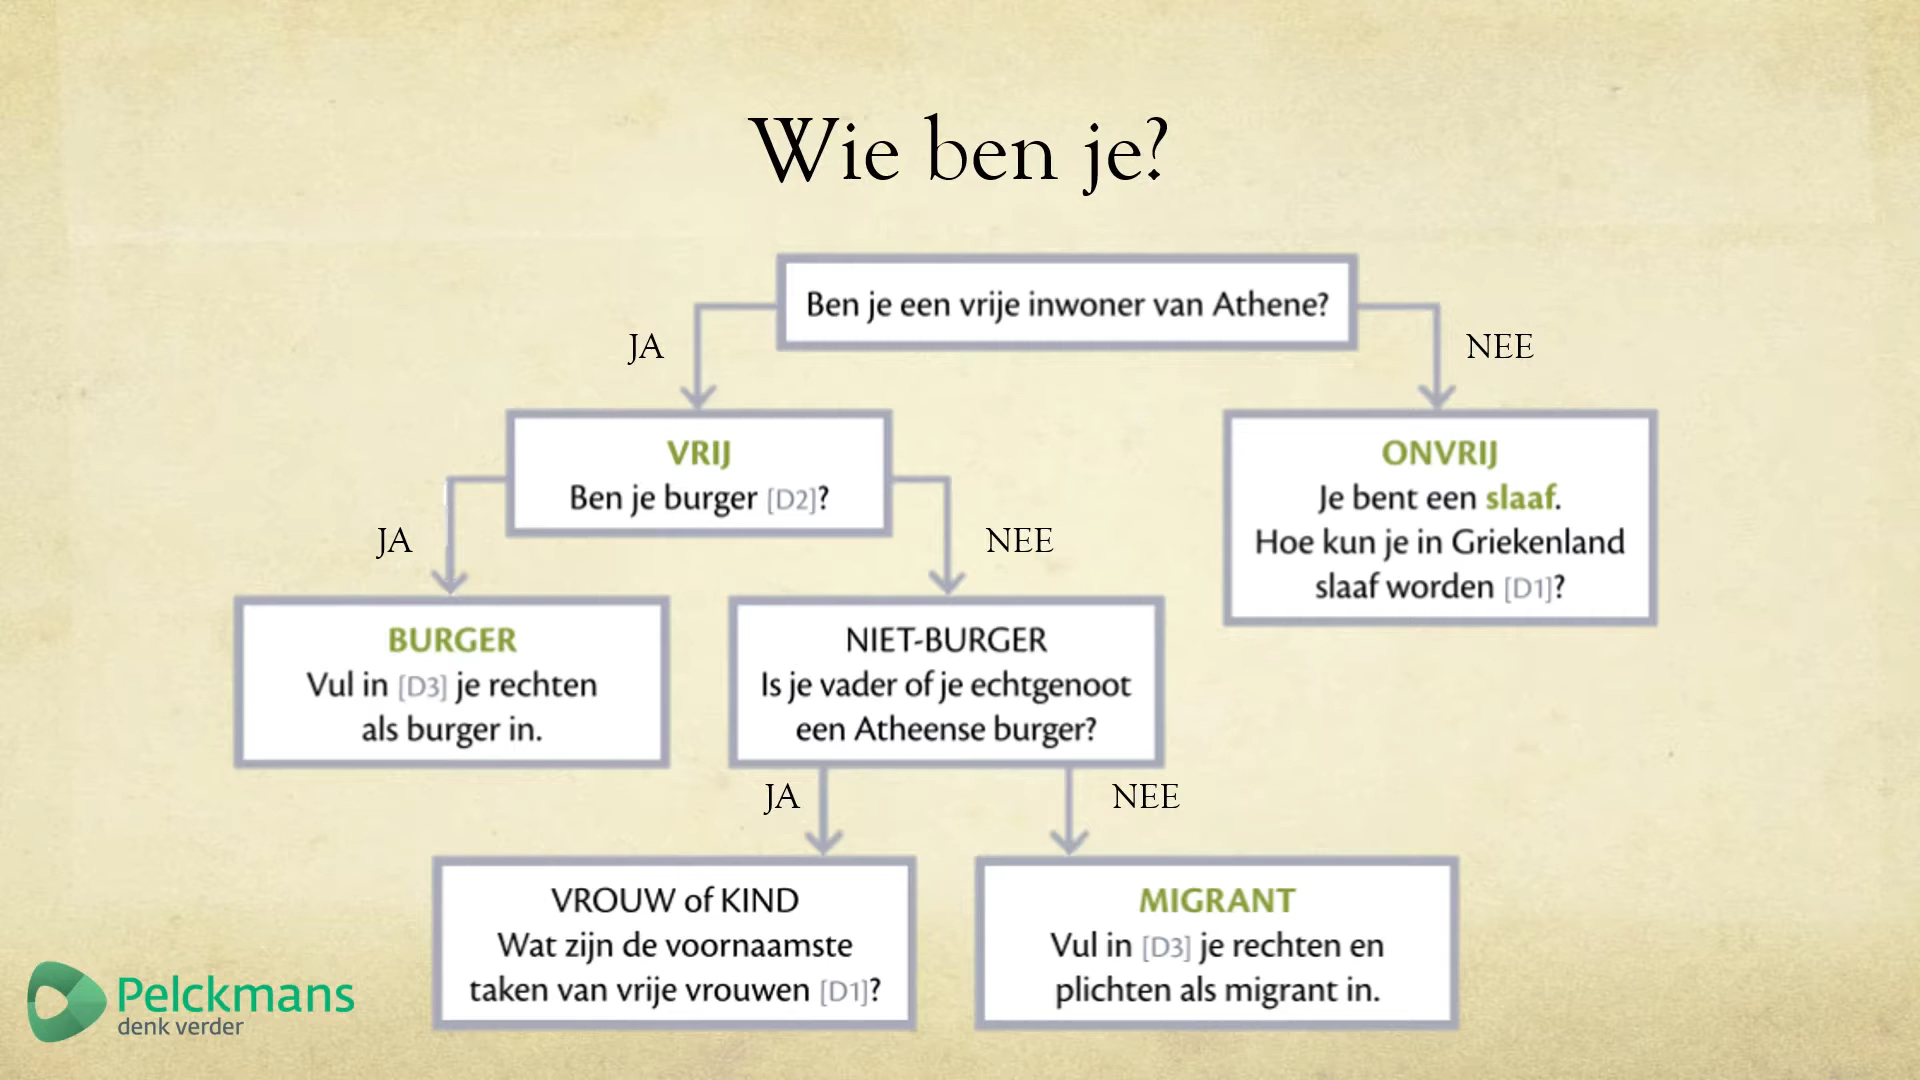 Wie ben je?
Ben je een vrije inwoner van Athene?
JA
NEE
VRIJ
Ben je burger [D2]?
ONVRIJ
Je bent een slaaf.
Hoe kun je in Griekenland
slaaf worden [D1]?
JA
NEE
BURGER
Vul in [D3] je rechten
als burger in.
NIET-BURGER
Is je vader of je echtgenoot
een Atheense burger?
JA
NEE
VROUW of KIND
Wat zijn de voornaamste
taken van vrije vrouwen [D1]?
MIGRANT
Vul in [D3] je rechten en
plichten als migrant in.
Pelckmans
denk verder